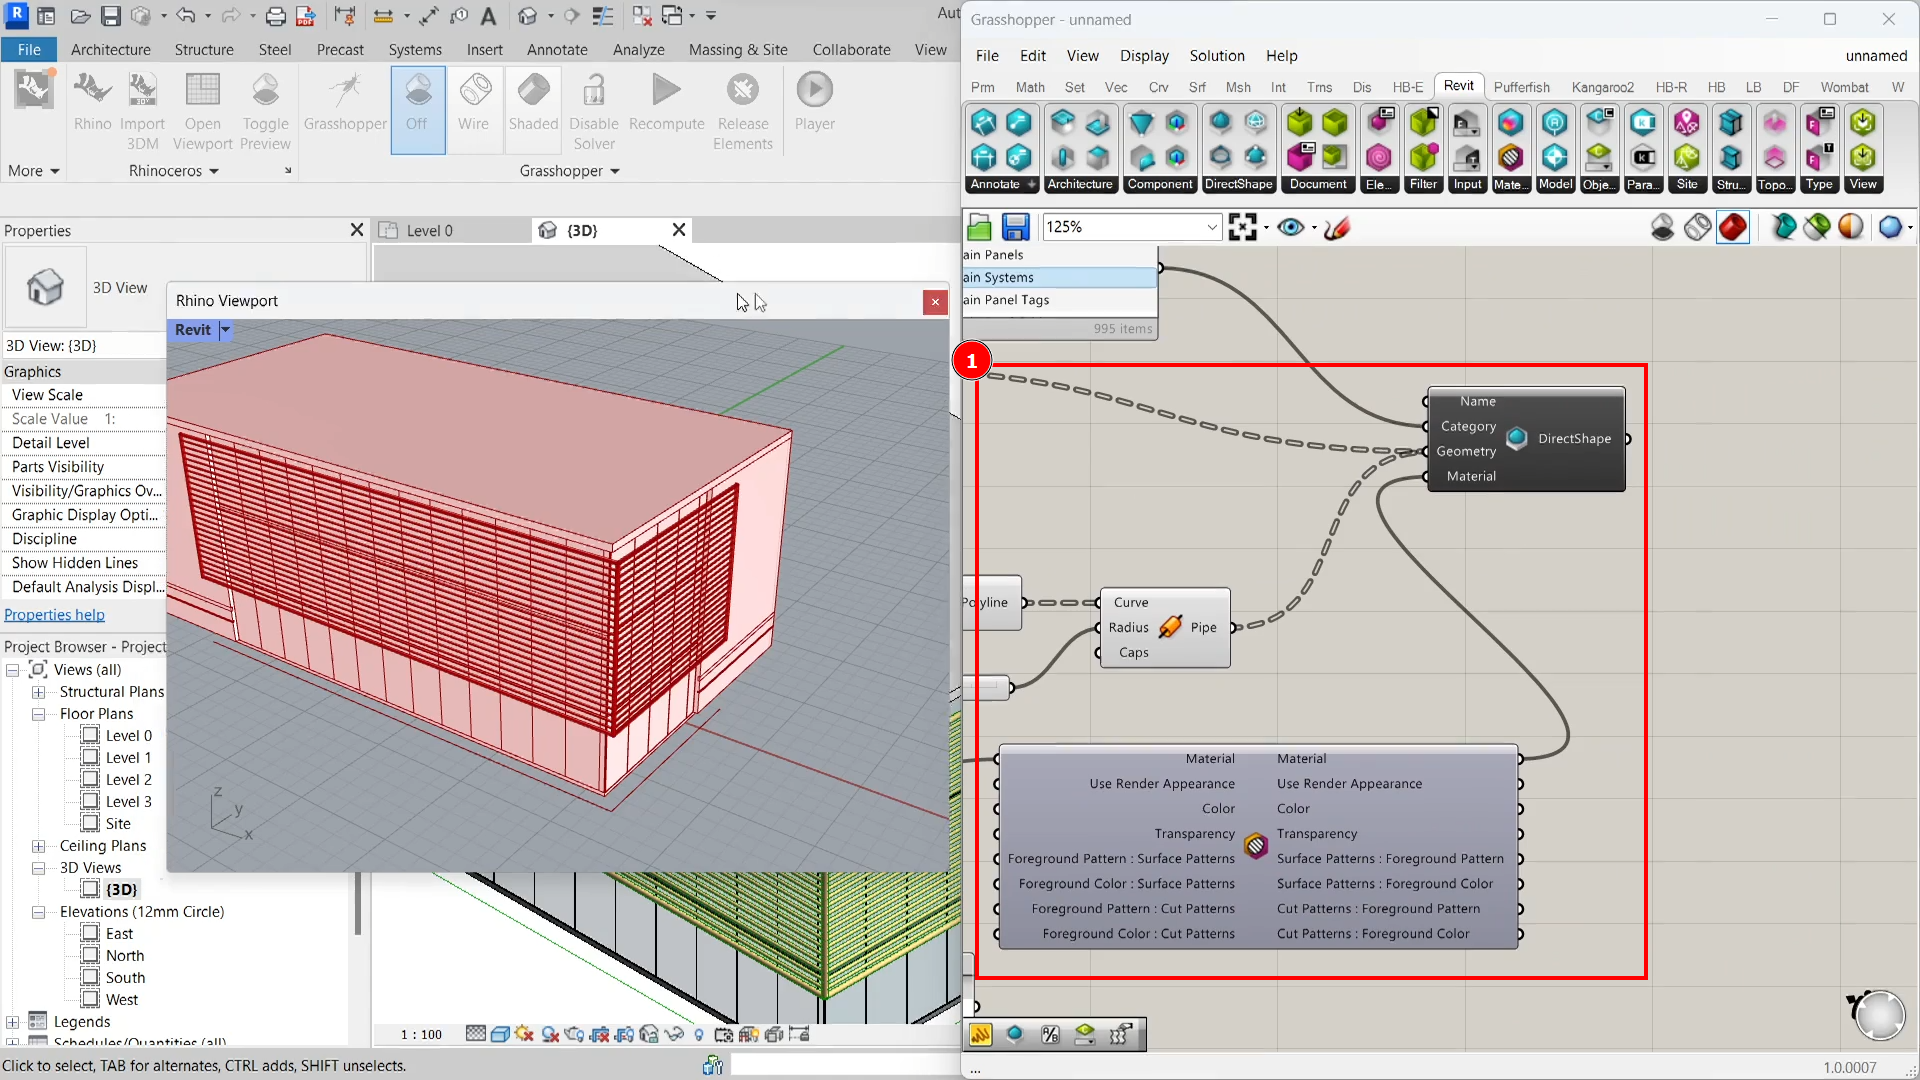 Aut
File
Architecture
Structure
Steel
Precast
Systems
Insert
Annotate
Analyze
Massing & Site
Collaborate
View
Rhino
Import
3DM
Open
Viewport
Toggle
Preview
Grasshopper
Off
Wire
Shaded
Disable
Solver
Recompute
Release
Elements
Player
More
Rhinoceros
Grasshopper
Properties
3D View
3D View: {3D}
Graphics
View Scale
Scale Value 1:
Detail Level
Parts Visibility
Visibility/Graphics Ov...
Graphic Display Opti...
Discipline
Show Hidden Lines
Default Analysis Displ...
Properties help
Project Browser - Project
Views (all)
Structural Plans
Floor Plans
Level 0
Level 1
Level 2
Level 3
Site
Ceiling Plans
3D Views
{3D}
Elevations (12mm Circle)
East
North
South
West
Legends
Schedules/Quantities (all)
Click to select, TAB for alternates, CTRL adds, SHIFT unselects.
Level 0
{3D}
Rhino Viewport
Revit
z
y
x
1 : 100
Grasshopper - unnamed
File
Edit
View
Display
Solution
Help
unnamed
Prm
Math
Set
Vec
Crv
Srf
Msh
Int
Trns
Dis
HB-E
Revit
Pufferfish
Kangaroo2
HB-R
HB
LB
DF
Wombat
W
Annotate
Architecture
Component
DirectShape
Document
Ele...
Filter
Input
Mate...
Model
Obje...
Para...
Site
Stru...
Topo...
Type
View
125%
ain Panels
ain Systems
ain Panel Tags
995 items
1
Name
Category
Geometry
Material
DirectShape
Polyline
Curve
Radius
Caps
Pipe
Material Material
Use Render Appearance Use Render Appearance
Color Color
Transparency Transparency
Foreground Pattern : Surface Patterns Surface Patterns : Foreground Pattern
Foreground Color : Surface Patterns Surface Patterns : Foreground Color
Foreground Pattern : Cut Patterns Cut Patterns : Foreground Pattern
Foreground Color : Cut Patterns Cut Patterns : Foreground Color
...
1.0.0007